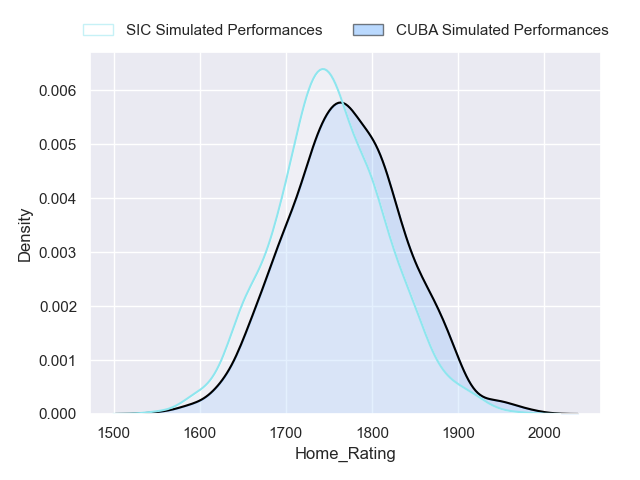 SIC Simulated Performances CUBA Simulated Performances
0.006
0.005
0.004
0.003
0.002
0.001
0.000
Density
1500 1600 1700 1800 1900 2000
Home_Rating